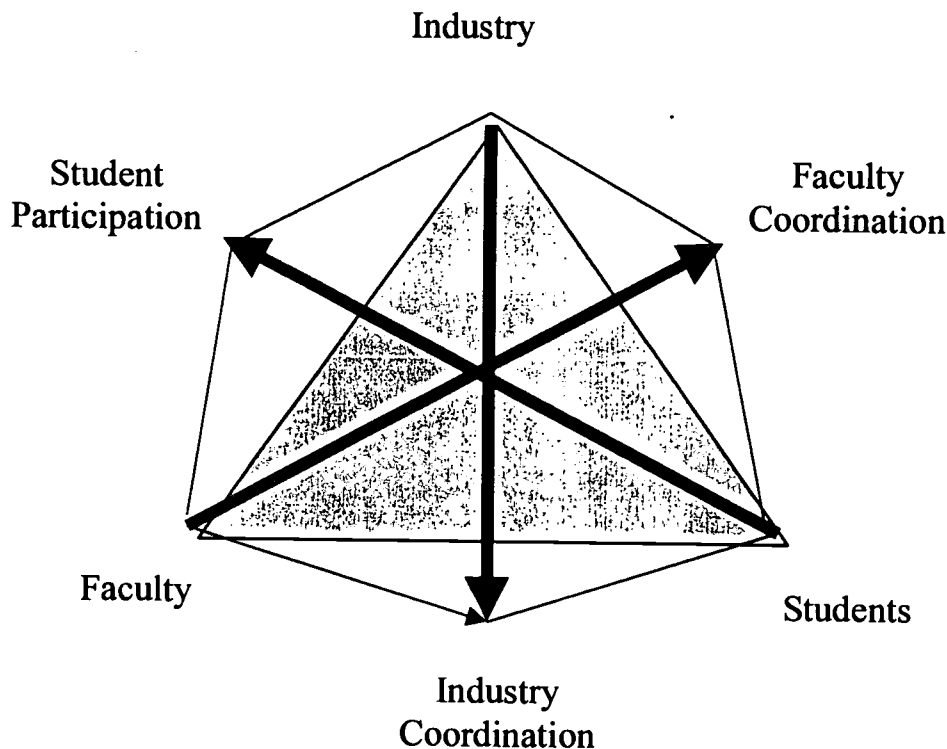 Industry
Student
Participation
Faculty
Coordination
Faculty
Students
Industry
Coordination